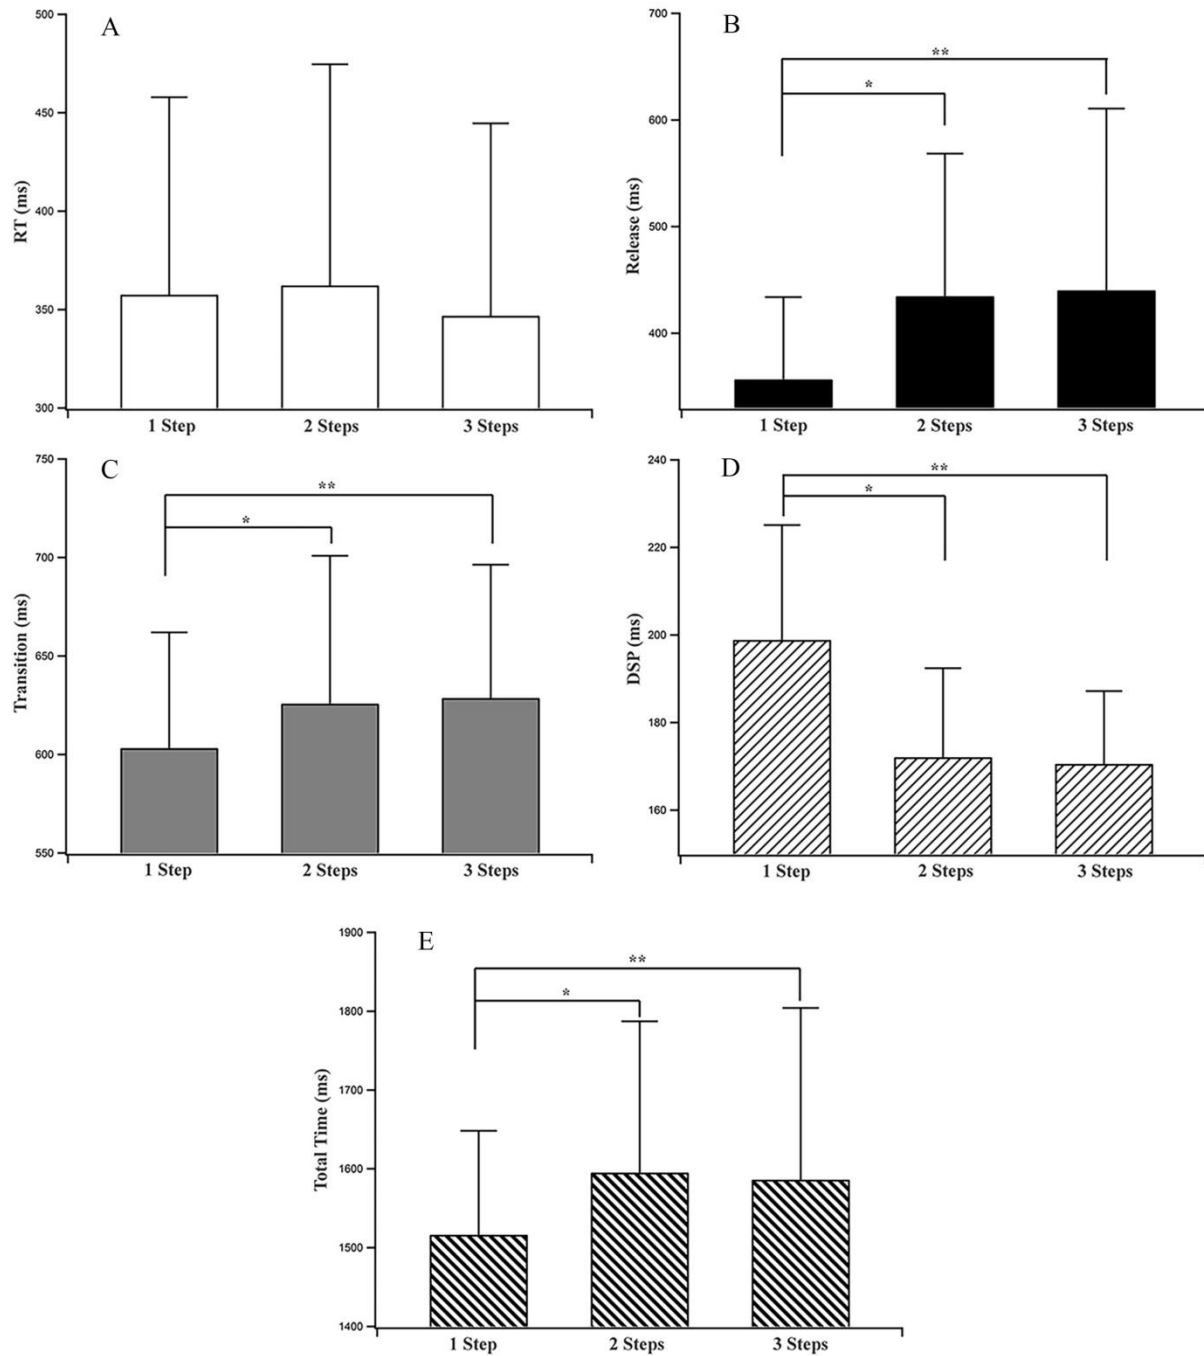 A
RT (ms)
500
450
400
350
300
1 Step
2 Steps
3 Steps
B
Release (ms)
700
600
500
400
**
*
1 Step
2 Steps
3 Steps
C
Transition (ms)
750
700
650
600
550
**
*
1 Step
2 Steps
3 Steps
D
DSP (ms)
240
220
200
180
160
**
*
1 Step
2 Steps
3 Steps
E
Total Time (ms)
1900
1800
1700
1600
1500
1400
**
*
1 Step
2 Steps
3 Steps